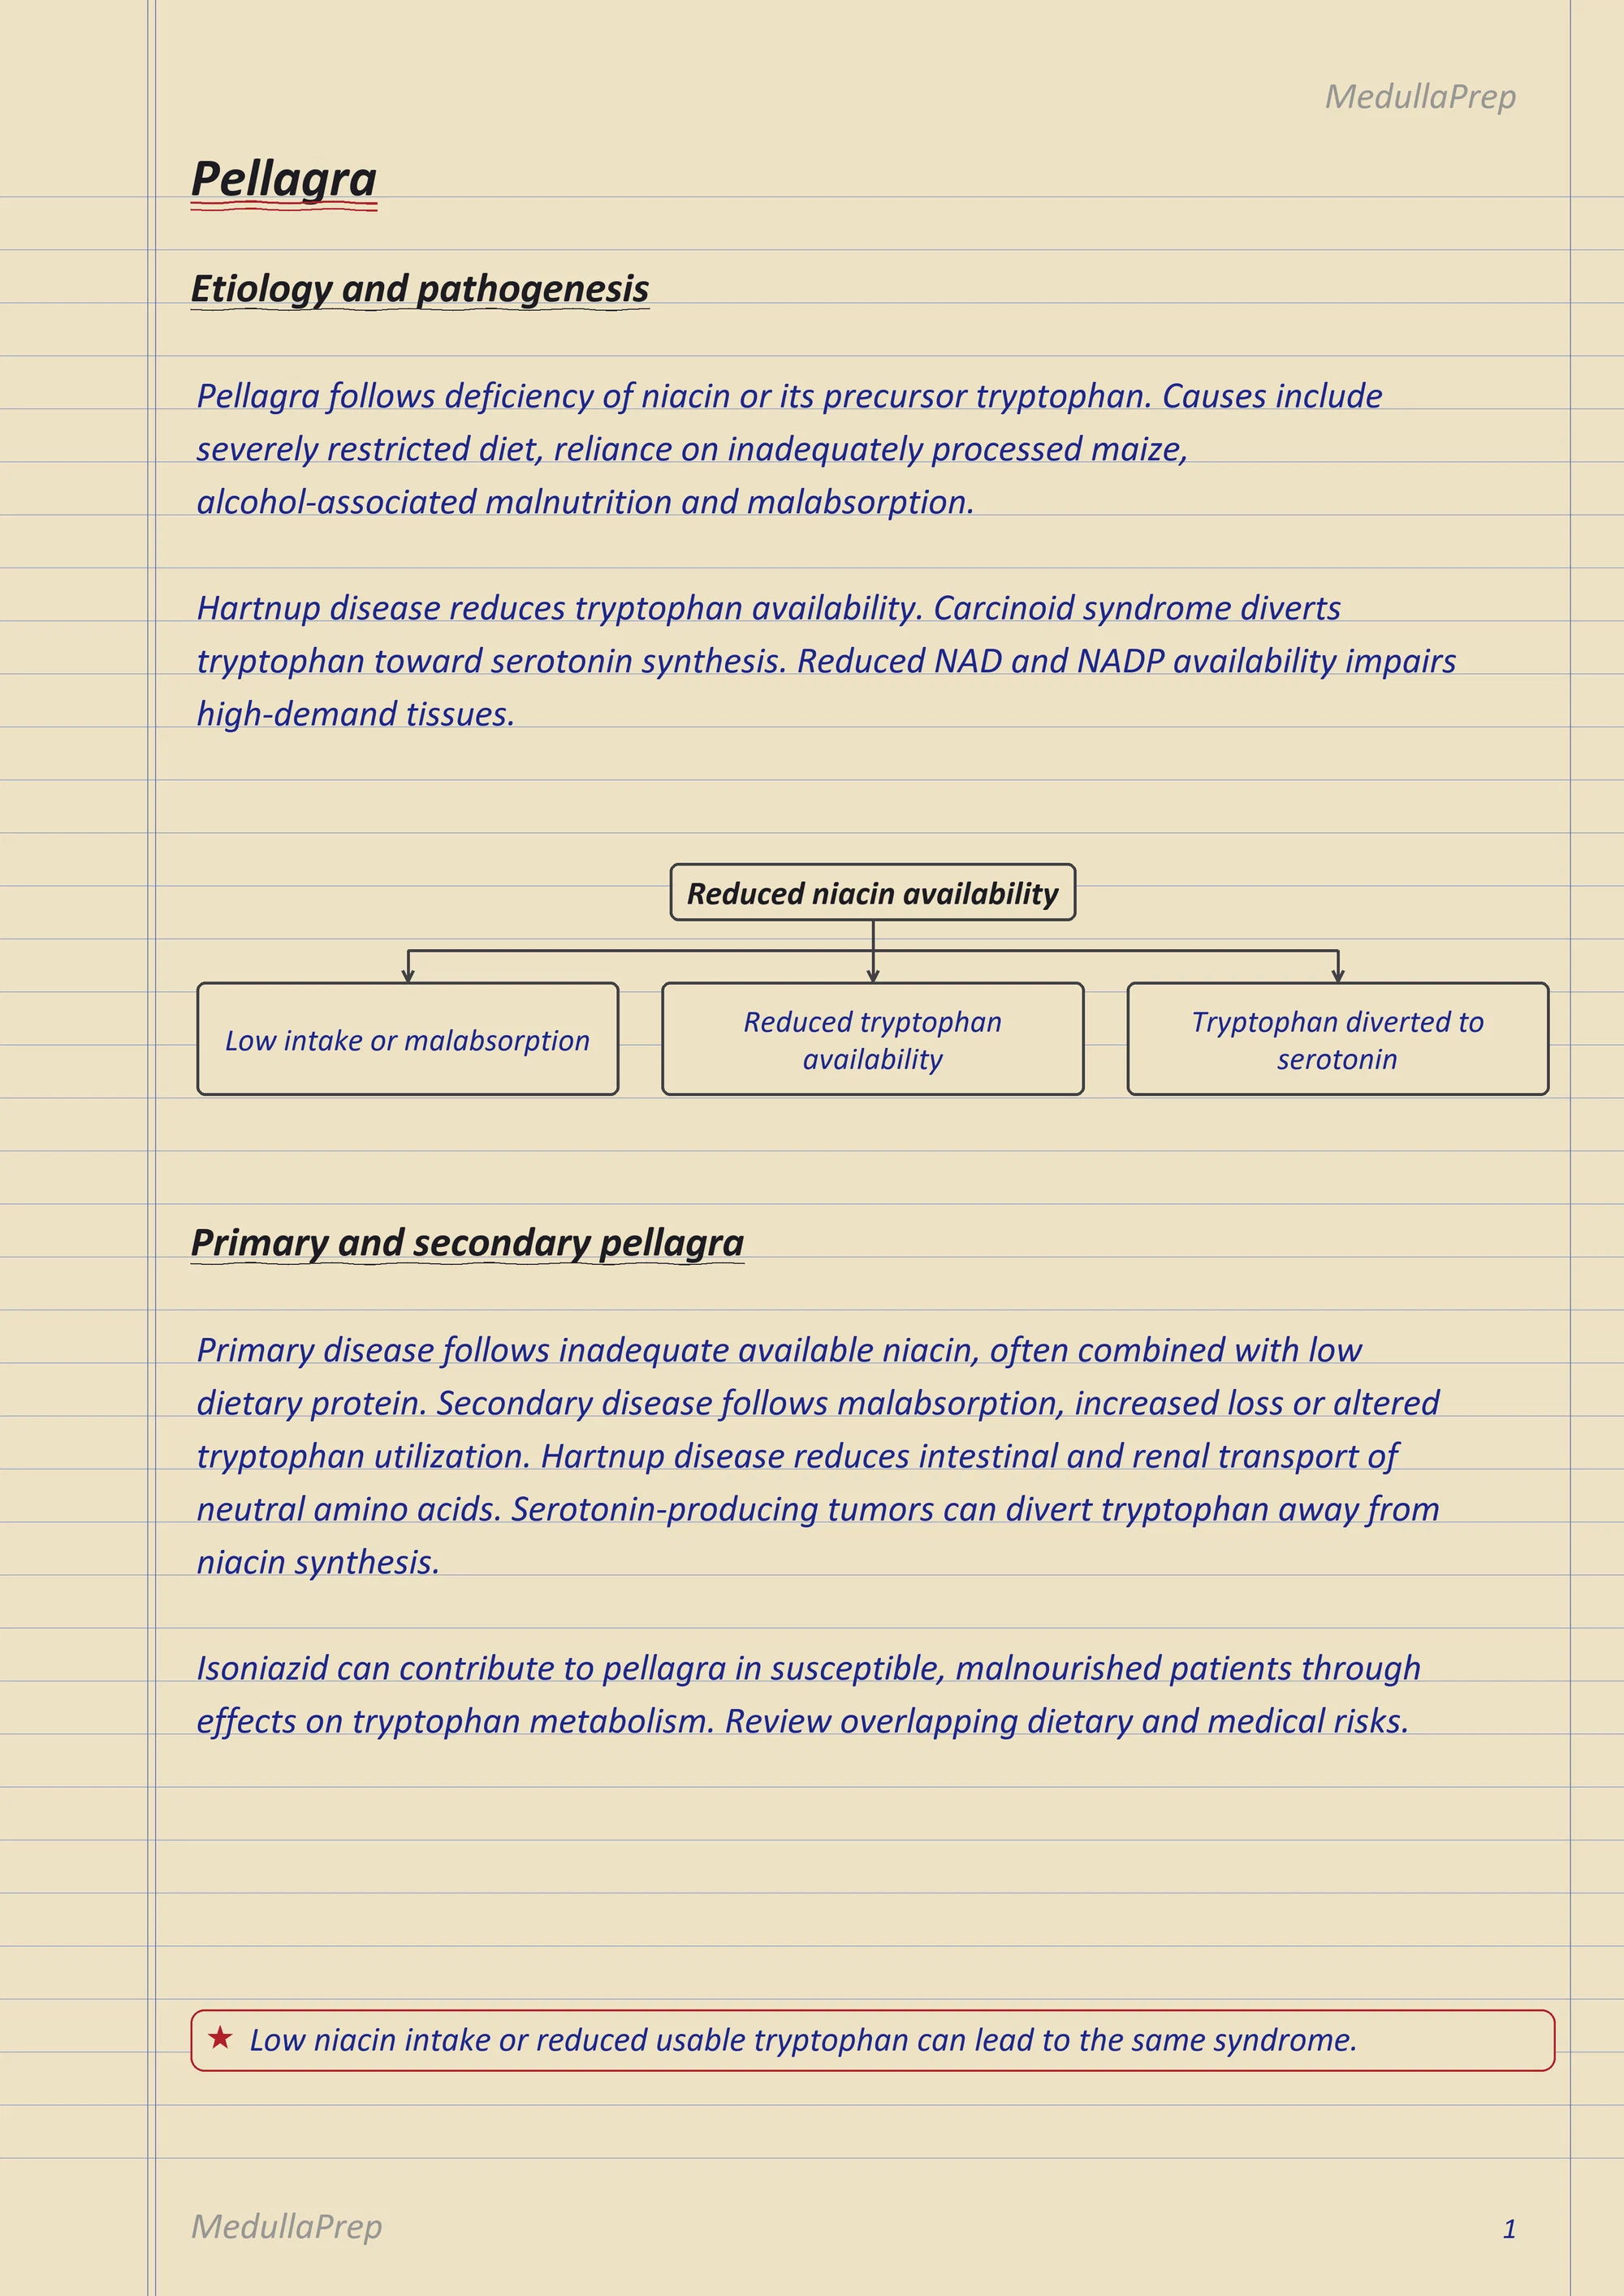 MedullaPrep
Pellagra
Etiology and pathogenesis
Pellagra follows deficiency of niacin or its precursor tryptophan. Causes include
severely restricted diet, reliance on inadequately processed maize,
alcohol-associated malnutrition and malabsorption.
Hartnup disease reduces tryptophan availability. Carcinoid syndrome diverts
tryptophan toward serotonin synthesis. Reduced NAD and NADP availability impairs
high-demand tissues.
Reduced niacin availability
Low intake or malabsorption
Reduced tryptophan
availability
Tryptophan diverted to
serotonin
Primary and secondary pellagra
Primary disease follows inadequate available niacin, often combined with low
dietary protein. Secondary disease follows malabsorption, increased loss or altered
tryptophan utilization. Hartnup disease reduces intestinal and renal transport of
neutral amino acids. Serotonin-producing tumors can divert tryptophan away from
niacin synthesis.
Isoniazid can contribute to pellagra in susceptible, malnourished patients through
effects on tryptophan metabolism. Review overlapping dietary and medical risks.
★ Low niacin intake or reduced usable tryptophan can lead to the same syndrome.
MedullaPrep
1